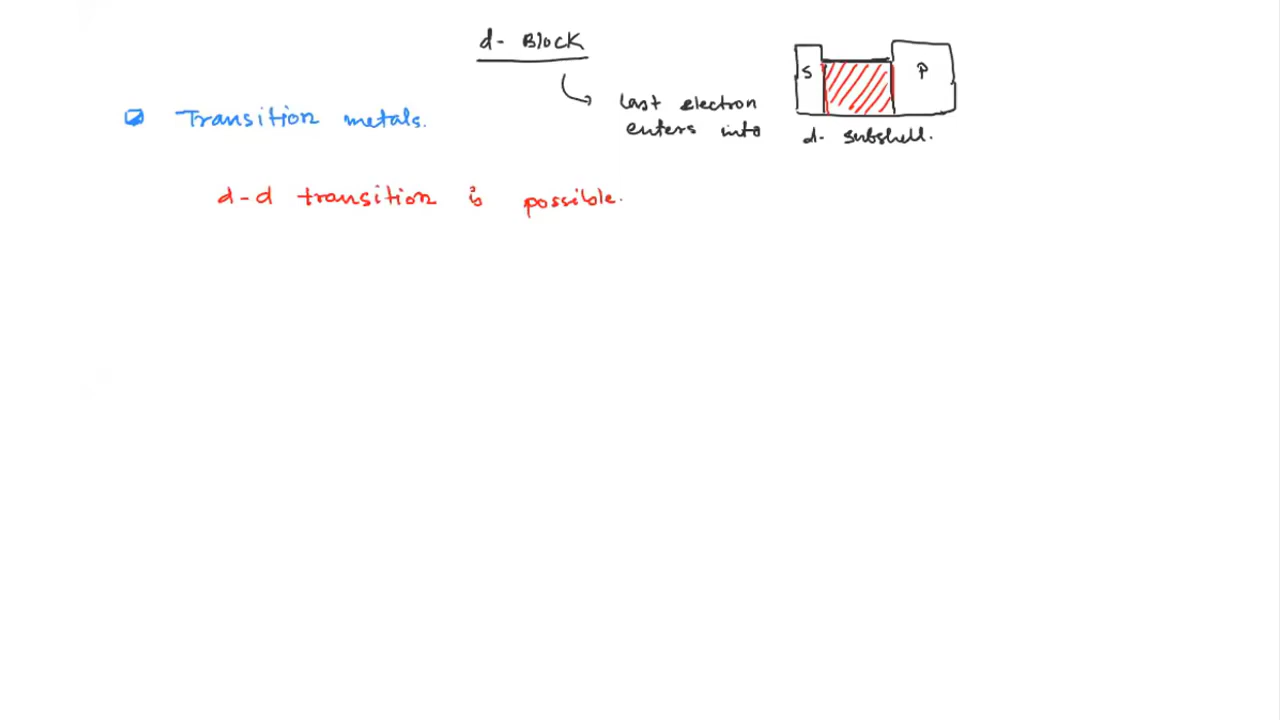 d- Block
S
P
last electron
enters into d- subshell.
Transition metals.
d-d transition is possible.